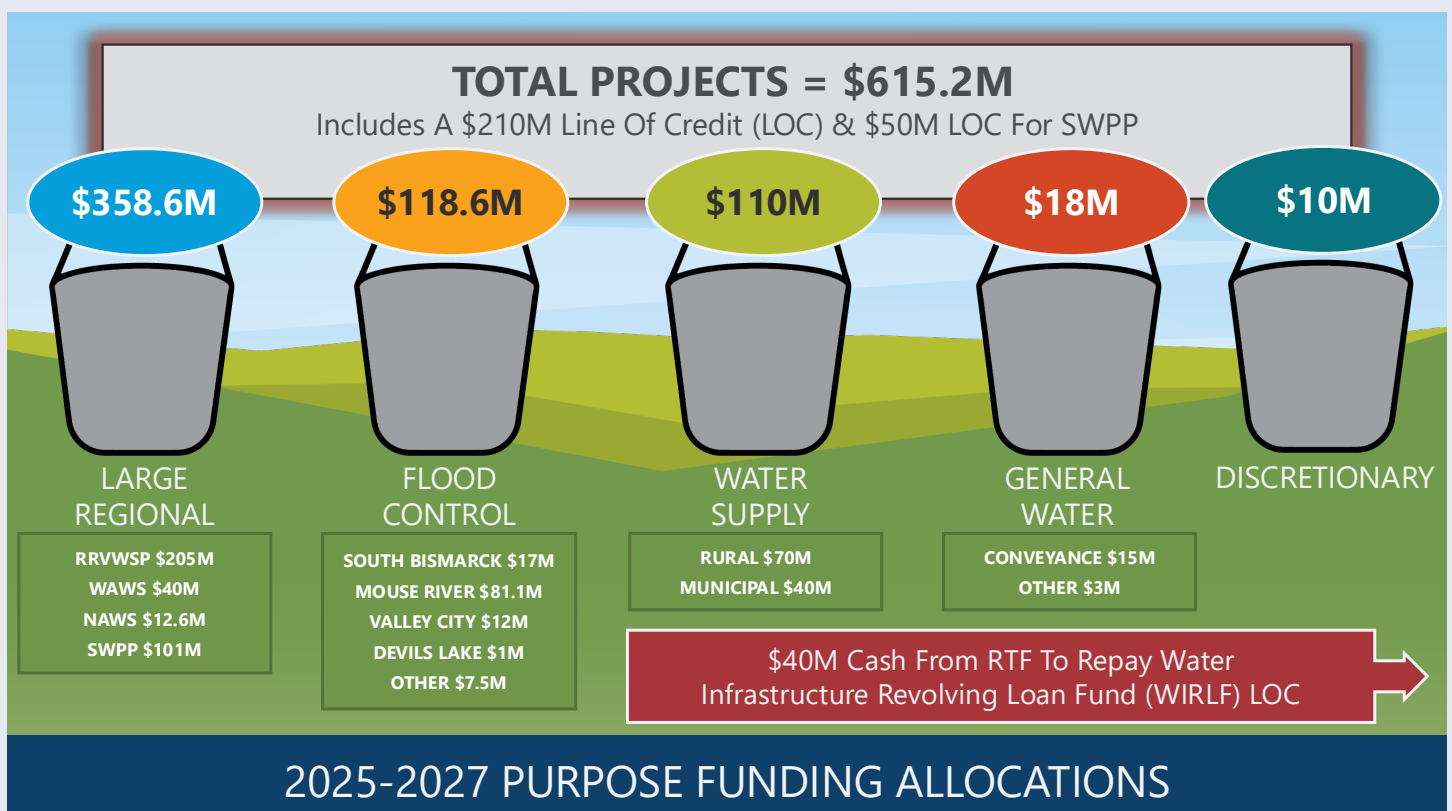 TOTAL PROJECTS = $615.2M
Includes A $210M Line Of Credit (LOC) & $50M LOC For SWPP
$358.6M
$118.6M
$110M
$18M
$10M
LARGE
REGIONAL
RRVWSP $205M
WAWS $40M
NAWS $12.6M
SWPP $101M
FLOOD
CONTROL
SOUTH BISMARCK $17M
MOUSE RIVER $81.1M
VALLEY CITY $12M
DEVILS LAKE $1M
OTHER $7.5M
WATER
SUPPLY
RURAL $70M
MUNICIPAL $40M
GENERAL
WATER
CONVEYANCE $15M
OTHER $3M
DISCRETIONARY
$40M Cash From RTF To Repay Water
Infrastructure Revolving Loan Fund (WIRLF) LOC
2025-2027 PURPOSE FUNDING ALLOCATIONS